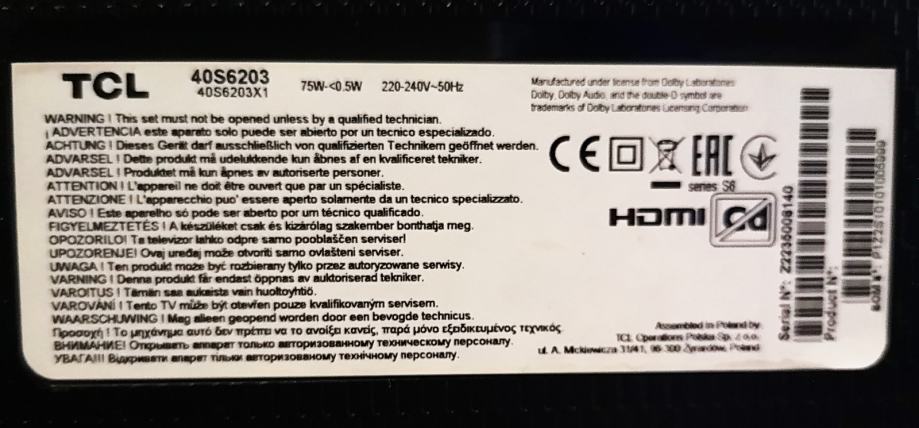 TCL
40S6203
40S6203X1
75W-<0.5W 220-240V~50Hz
Manufactured under license from Dolby Laboratories
Dolby, Dolby Audio, and the double-D symbol are
trademarks of Dolby Laboratories Licensing Corporation
WARNING ! This set must not be opened unless by a qualified technician.
¡ ADVERTENCIA este aparato solo puede ser abierto por un tecnico especializado.
ACHTUNG ! Dieses Gerät darf ausschließlich von qualifizierten Technikern geöffnet werden.
ADVARSEL ! Dette produkt må udelukkende kun åbnes af en kvalificeret tekniker.
ADVARSEL ! Produktet må kun åpnes av autoriserte personer.
ATTENTION ! L'appareil ne doit être ouvert que par un spécialiste.
ATTENZIONE ! L'apparecchio puo' essere aperto solamente da un tecnico specializzato.
AVISO ! Este aparelho só pode ser aberto por um técnico qualificado.
FIGYELMEZTETÉS ! A készüléket csak és kizárólag szakember bonthatja meg.
OPOZORILO! Ta televizor lahko odpre samo pooblaščen serviser!
UPOZORENJE! Ovaj uređaj može otvoriti samo ovlašteni serviser.
UWAGA ! Ten produkt może być rozbierany tylko przez autoryzowane serwisy.
VARNING ! Denna produkt får endast öppnas av auktoriserad tekniker.
VAROITUS ! Tämän saa aukaista vain huoltoyhtiö.
VAROVÁNÍ ! Tento TV může být otevřen pouze kvalifikovaným servisem.
WAARSCHUWING ! Mag alleen geopend worden door een bevoegde technicus.
Προσοχή ! Το μηχάνημα αυτό δεν πρέπει να το ανοίξει κανείς, παρά μόνο εξειδικευμένος τεχνικός.
ВНИМАНИЕ! Открывать аппарат только авторизованному техническому персоналу.
УВАГА!!! Відкривати апарат тільки авторизованому технічному персоналу.
CE EAC
series S6
HDMI
Assembled in Poland by
TCL Operations Polska Sp. z o.o.
ul. A. Mickiewicza 31/41, 96-300 Żyrardów, Poland
Serial N°: Z2235008140
Product N°: